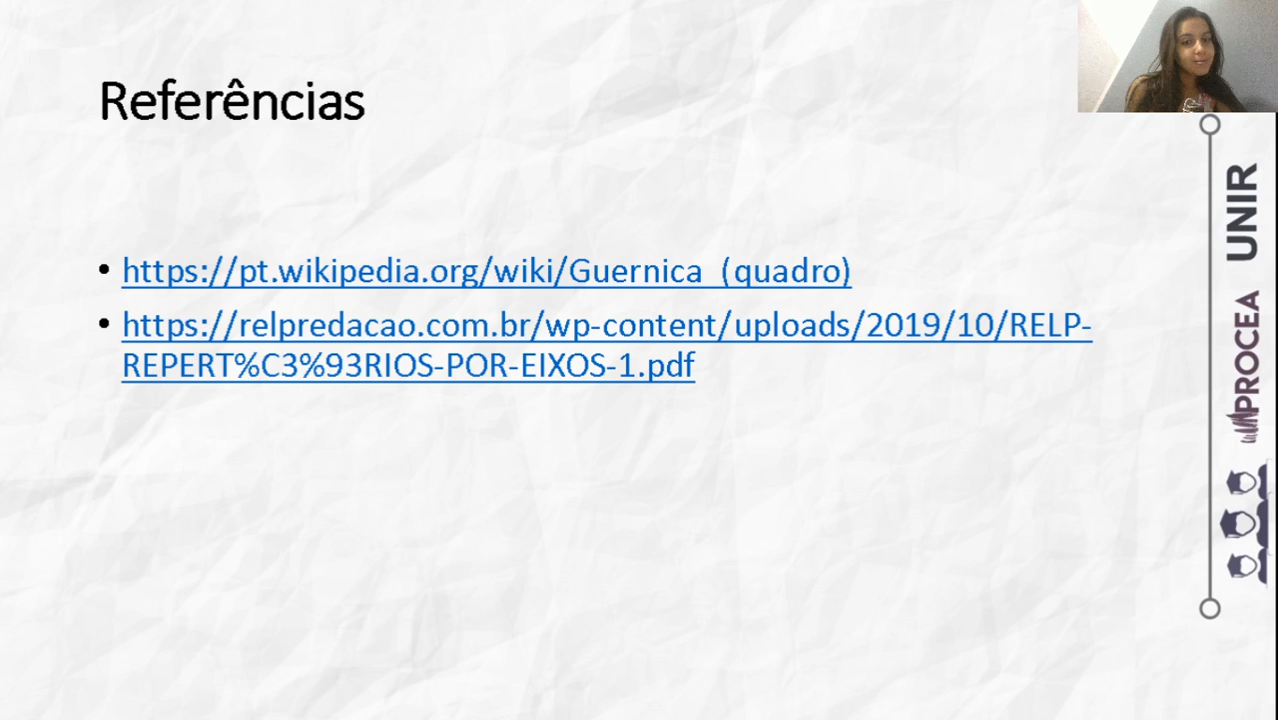 Referências
• https://pt.wikipedia.org/wiki/Guernica_(quadro)
• https://relpredacao.com.br/wp-content/uploads/2019/10/RELP-
REPERT%C3%93RIOS-POR-EIXOS-1.pdf
UNIR
PROCEA